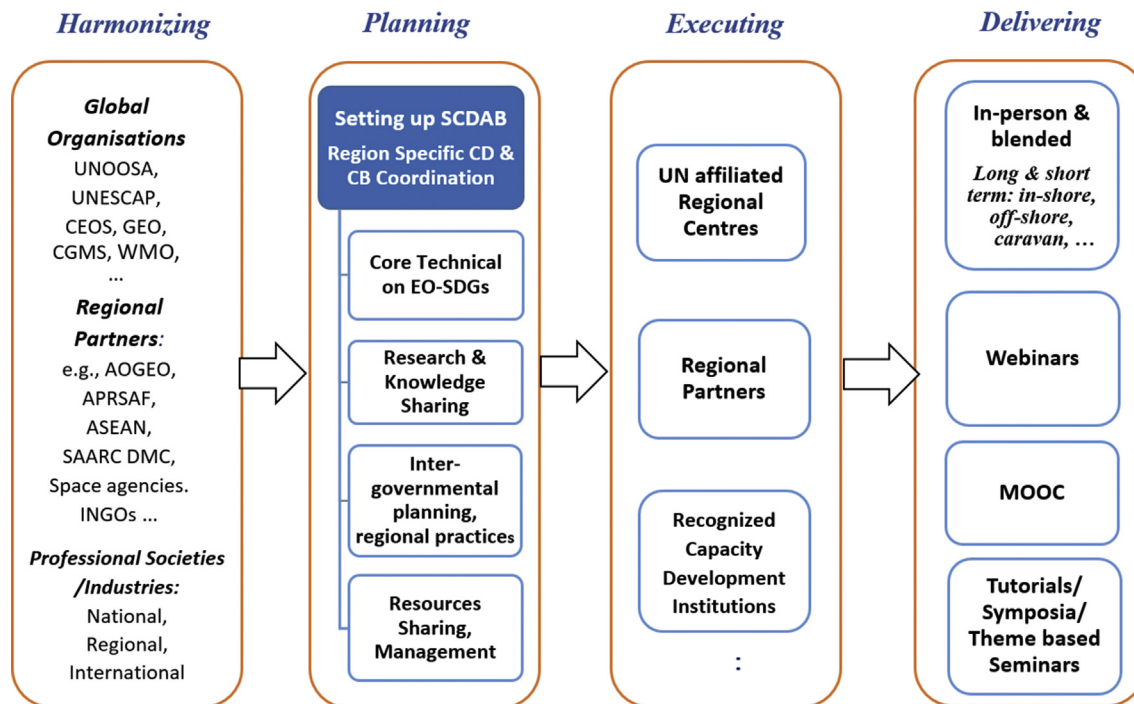 Harmonizing
Global
Organisations
UNOOSA,
UNESCAP,
CEOS, GEO,
CGMS, WMO,
...
Regional
Partners:
e.g., AOGEO,
APRSAF,
ASEAN,
SAARC DMC,
Space agencies.
INGOs ...
Professional Societies
/Industries:
National,
Regional,
International
Planning
Setting up SCDAB
Region Specific CD &
CB Coordination
Core Technical
on EO-SDGs
Research &
Knowledge
Sharing
Inter-
governmental
planning,
regional practices
Resources
Sharing,
Management
Executing
UN affiliated
Regional
Centres
Regional
Partners
Recognized
Capacity
Development
Institutions
:
Delivering
In-person &
blended
Long & short
term: in-shore,
off-shore,
caravan, ...
Webinars
MOOC
Tutorials/
Symposia/
Theme based
Seminars